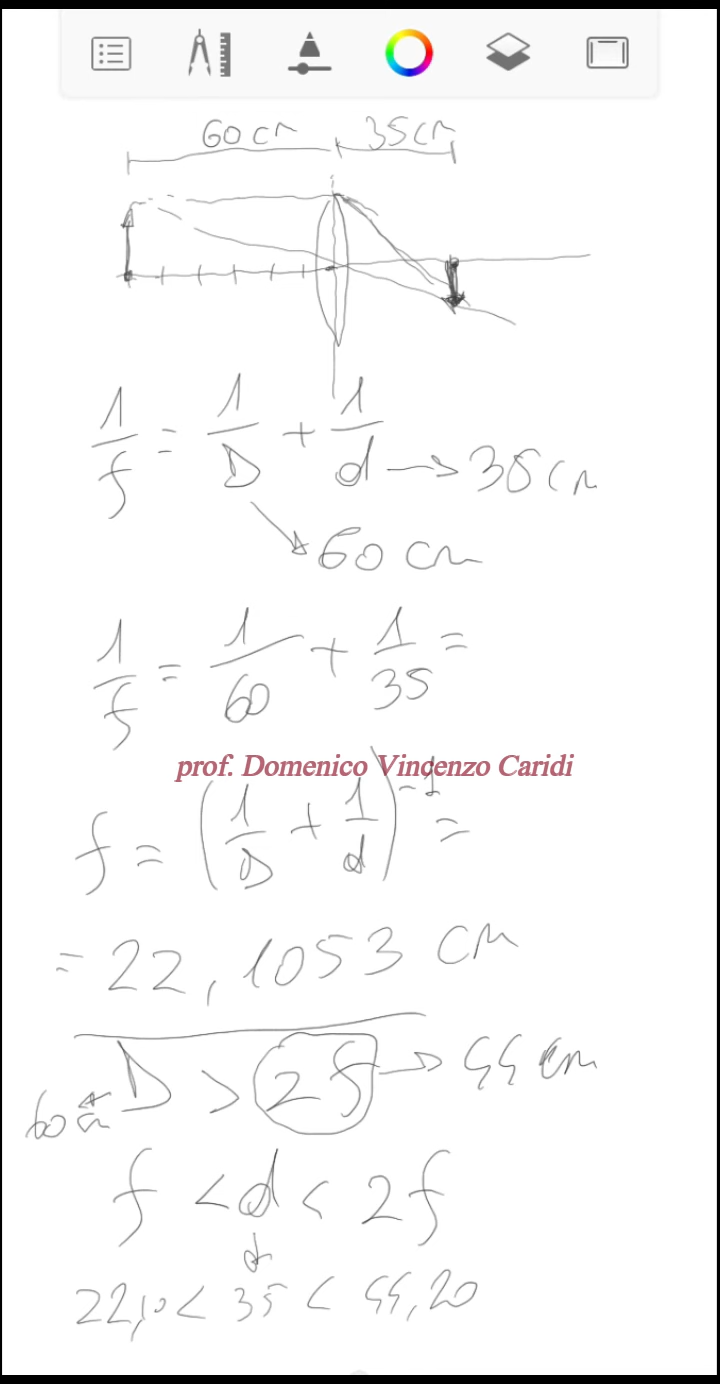 60 cm 35 cm
1/f = 1/D + 1/d → 35 cm
→ 60 cm
1/f = 1/60 + 1/35 =
prof. Domenico Vincenzo Caridi
f = (1/D + 1/d)^-1 =
= 22,1053 cm
60 cm ← D > 2f → 44 cm
f < d < 2f
22,10 < 35 < 44,20